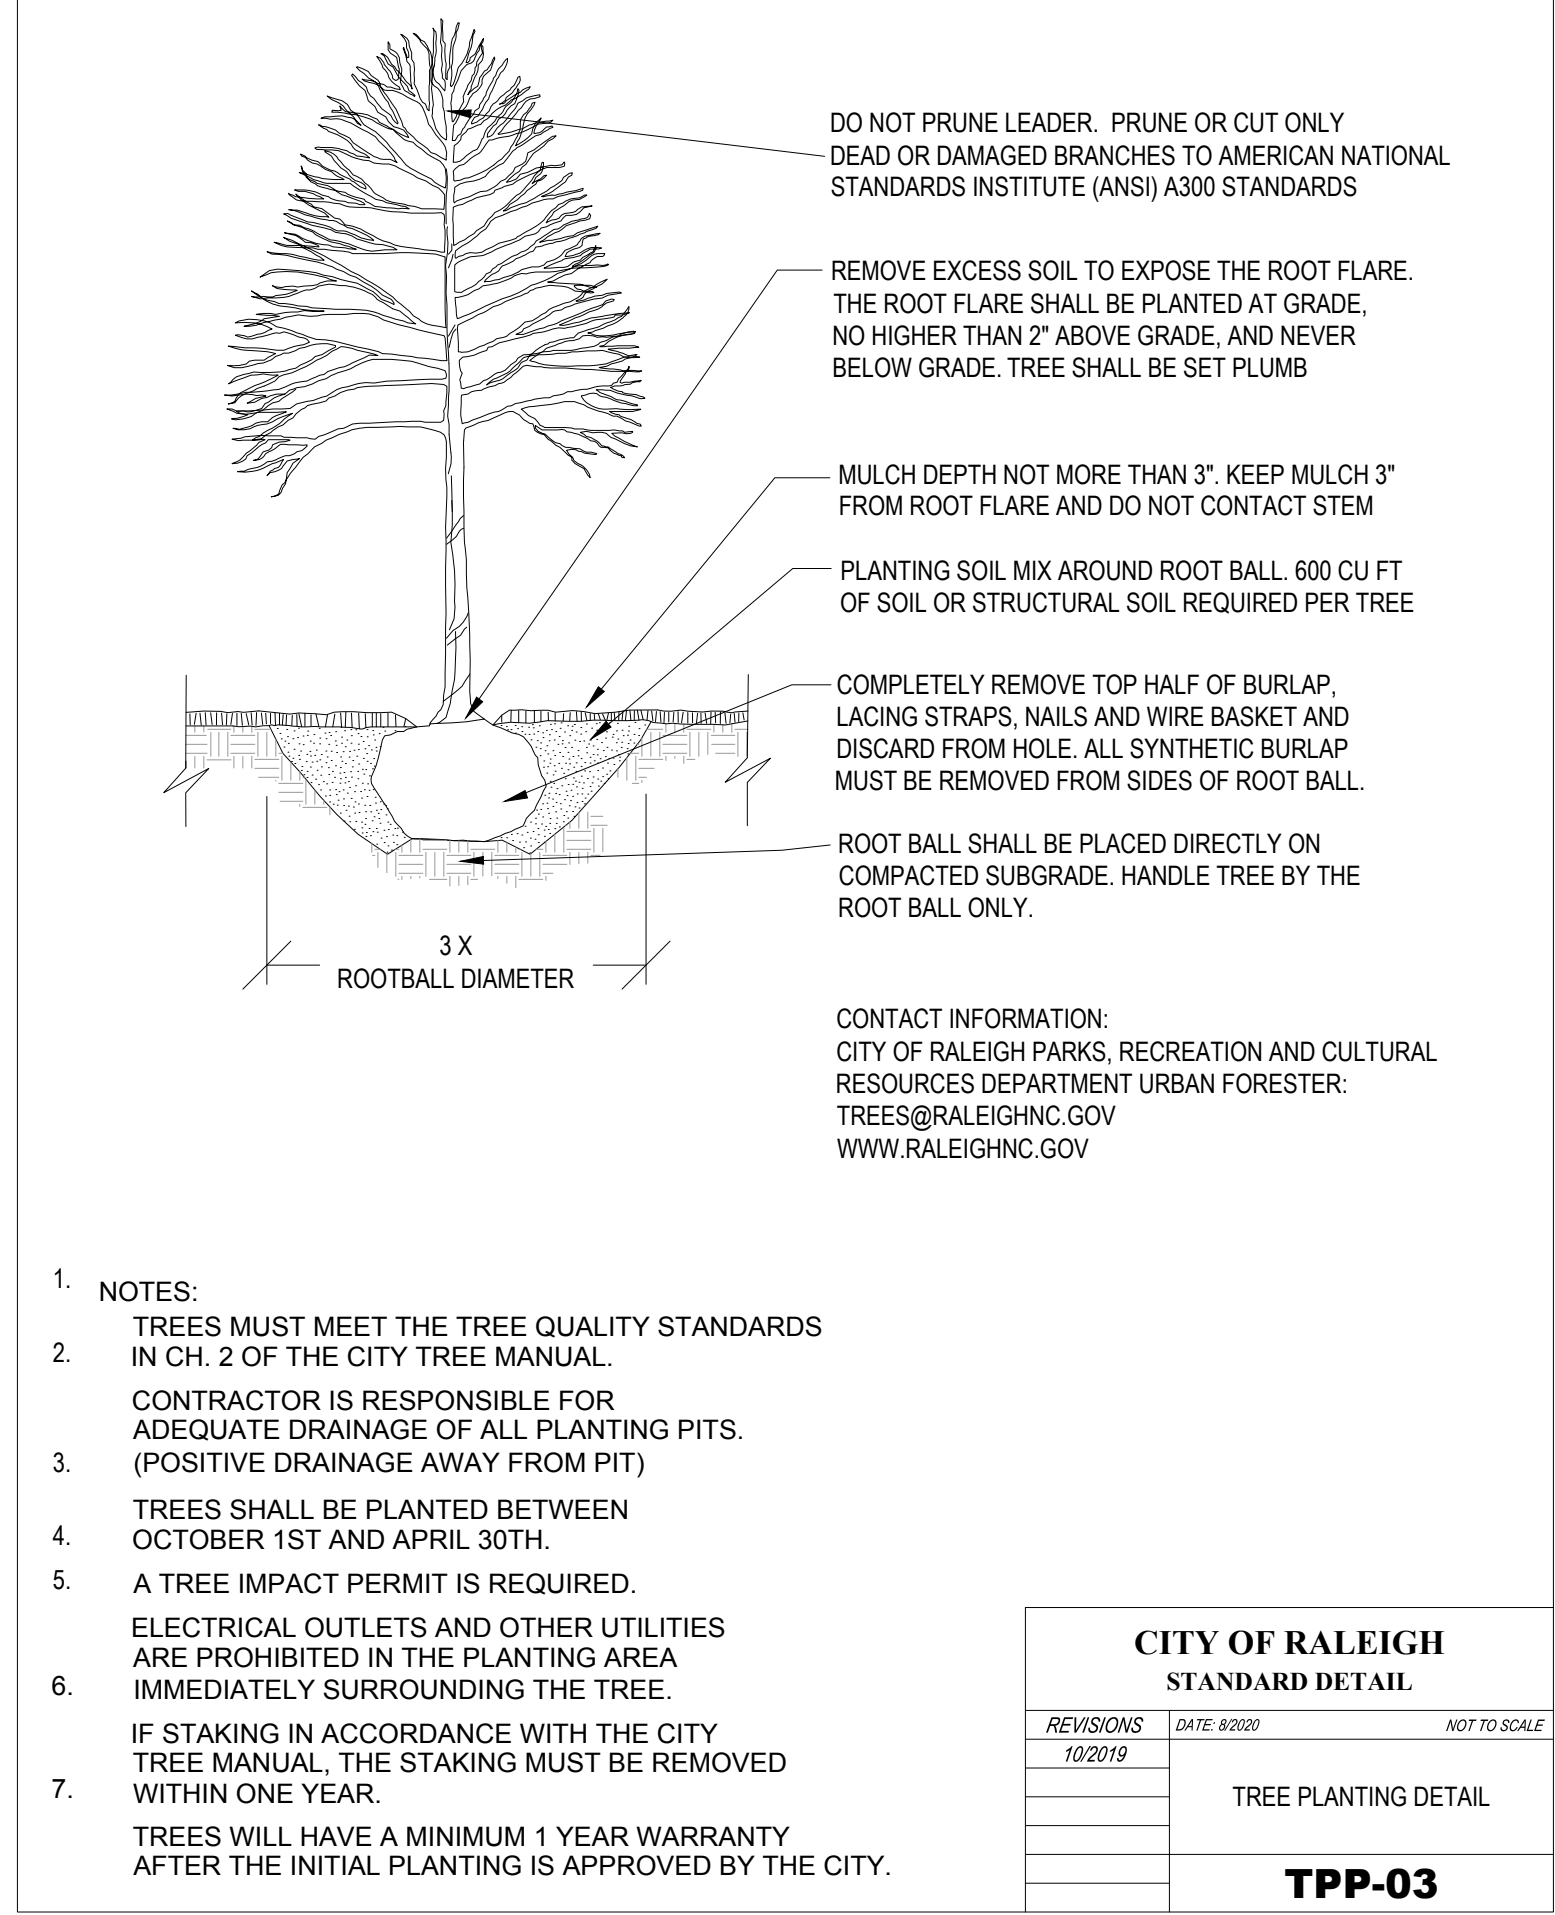 DO NOT PRUNE LEADER. PRUNE OR CUT ONLY
DEAD OR DAMAGED BRANCHES TO AMERICAN NATIONAL
STANDARDS INSTITUTE (ANSI) A300 STANDARDS
REMOVE EXCESS SOIL TO EXPOSE THE ROOT FLARE.
THE ROOT FLARE SHALL BE PLANTED AT GRADE,
NO HIGHER THAN 2" ABOVE GRADE, AND NEVER
BELOW GRADE. TREE SHALL BE SET PLUMB
MULCH DEPTH NOT MORE THAN 3". KEEP MULCH 3"
FROM ROOT FLARE AND DO NOT CONTACT STEM
PLANTING SOIL MIX AROUND ROOT BALL. 600 CU FT
OF SOIL OR STRUCTURAL SOIL REQUIRED PER TREE
COMPLETELY REMOVE TOP HALF OF BURLAP,
LACING STRAPS, NAILS AND WIRE BASKET AND
DISCARD FROM HOLE. ALL SYNTHETIC BURLAP
MUST BE REMOVED FROM SIDES OF ROOT BALL.
ROOT BALL SHALL BE PLACED DIRECTLY ON
COMPACTED SUBGRADE. HANDLE TREE BY THE
ROOT BALL ONLY.
3 X
ROOTBALL DIAMETER
CONTACT INFORMATION:
CITY OF RALEIGH PARKS, RECREATION AND CULTURAL
RESOURCES DEPARTMENT URBAN FORESTER:
TREES@RALEIGHNC.GOV
WWW.RALEIGHNC.GOV
1. NOTES:
TREES MUST MEET THE TREE QUALITY STANDARDS
2. IN CH. 2 OF THE CITY TREE MANUAL.
CONTRACTOR IS RESPONSIBLE FOR
ADEQUATE DRAINAGE OF ALL PLANTING PITS.
3. (POSITIVE DRAINAGE AWAY FROM PIT)
TREES SHALL BE PLANTED BETWEEN
4. OCTOBER 1ST AND APRIL 30TH.
5. A TREE IMPACT PERMIT IS REQUIRED.
ELECTRICAL OUTLETS AND OTHER UTILITIES
ARE PROHIBITED IN THE PLANTING AREA
6. IMMEDIATELY SURROUNDING THE TREE.
IF STAKING IN ACCORDANCE WITH THE CITY
TREE MANUAL, THE STAKING MUST BE REMOVED
7. WITHIN ONE YEAR.
TREES WILL HAVE A MINIMUM 1 YEAR WARRANTY
AFTER THE INITIAL PLANTING IS APPROVED BY THE CITY.
CITY OF RALEIGH
STANDARD DETAIL
REVISIONS DATE: 8/2020 NOT TO SCALE
10/2019
TREE PLANTING DETAIL
TPP-03